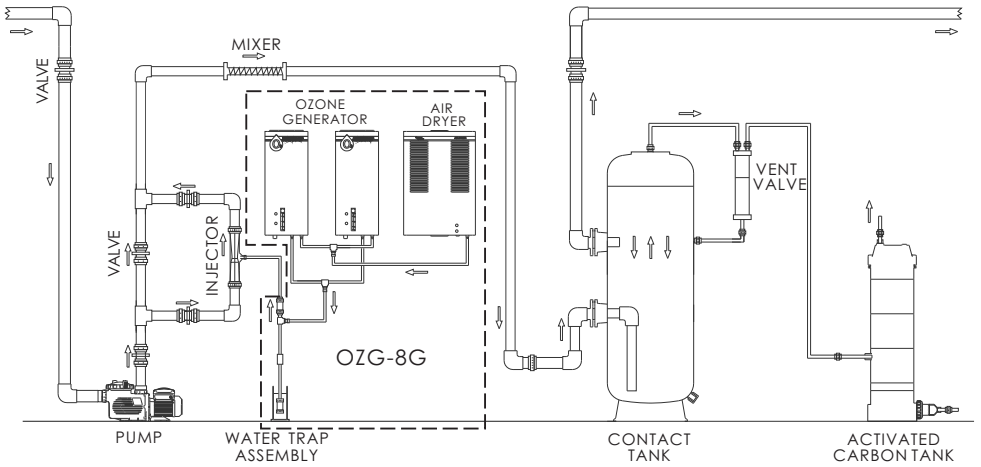 MIXER
VALVE
OZONE
GENERATOR
AIR
DRYER
VENT
VALVE
VALVE
INJECTOR
OZG-8G
PUMP
WATER TRAP
ASSEMBLY
CONTACT
TANK
ACTIVATED
CARBON TANK